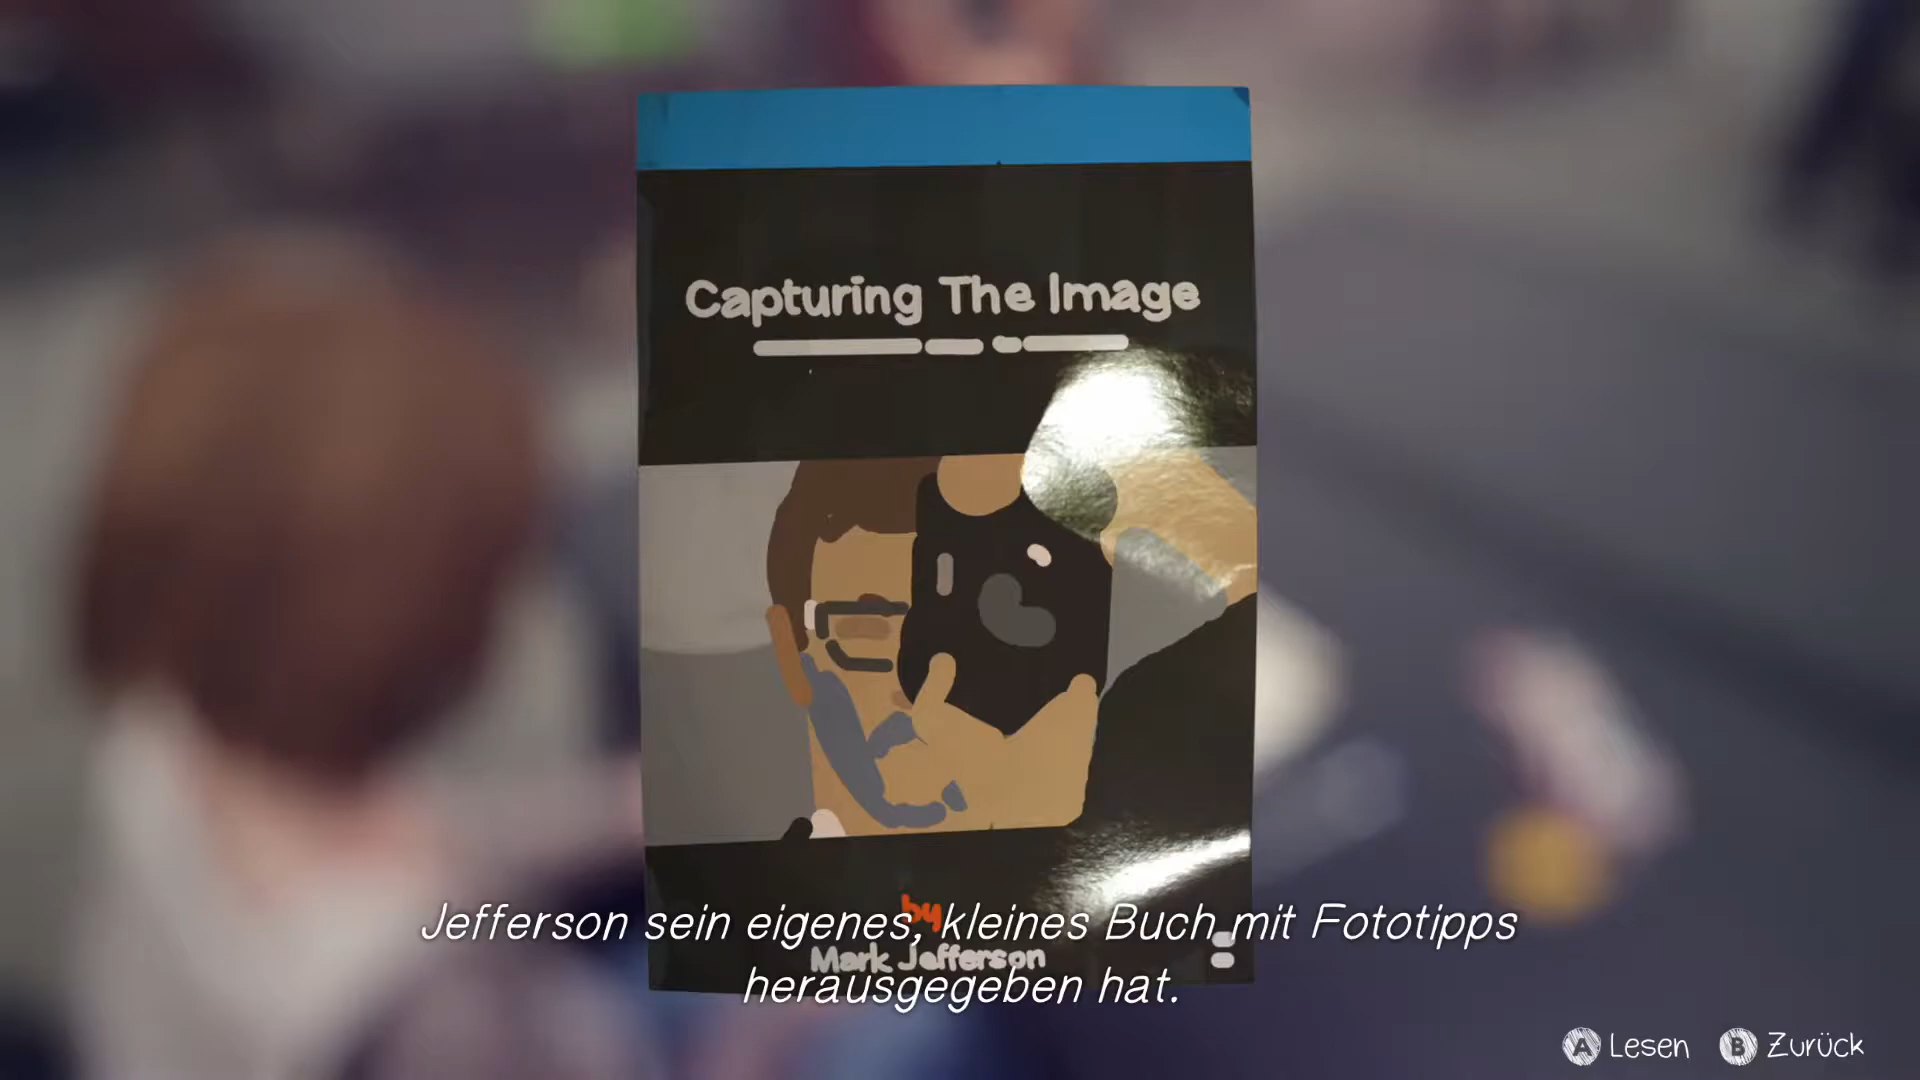 Capturing The Image
by
Jefferson sein eigenes, kleines Buch mit Fototipps
Mark Jefferson
herausgegeben hat.
A Lesen B Zurück